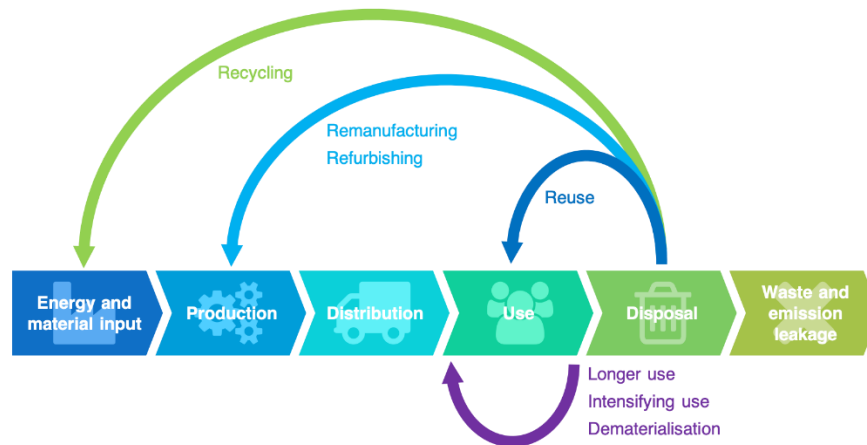 Recycling
Remanufacturing
Refurbishing
Reuse
Energy and
material input
Production
Distribution
Use
Disposal
Waste and
emission
leakage
Longer use
Intensifying use
Dematerialisation